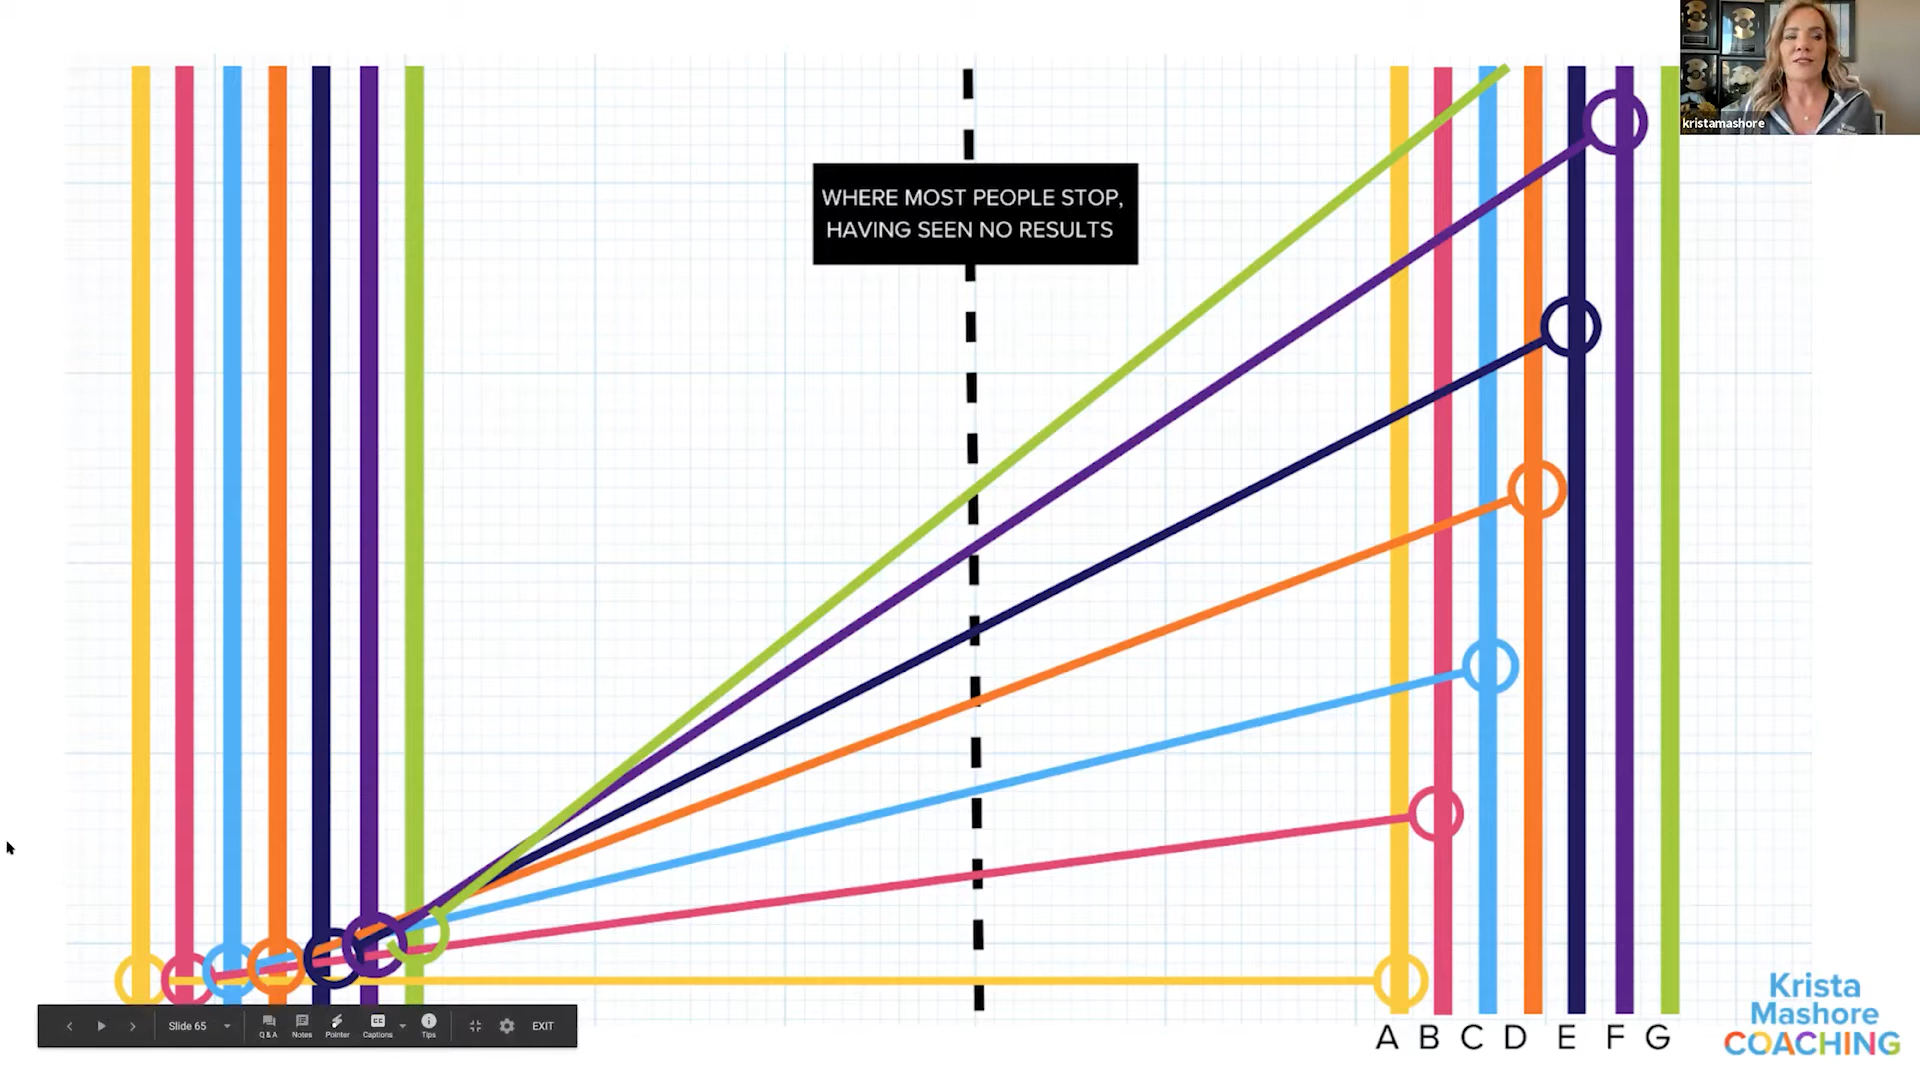 kristamashore
WHERE MOST PEOPLE STOP,
HAVING SEEN NO RESULTS
Slide 65
Q & A
Notes
Pointer
Captions
Tips
EXIT
A B C D E F G
Krista
Mashore
COACHING